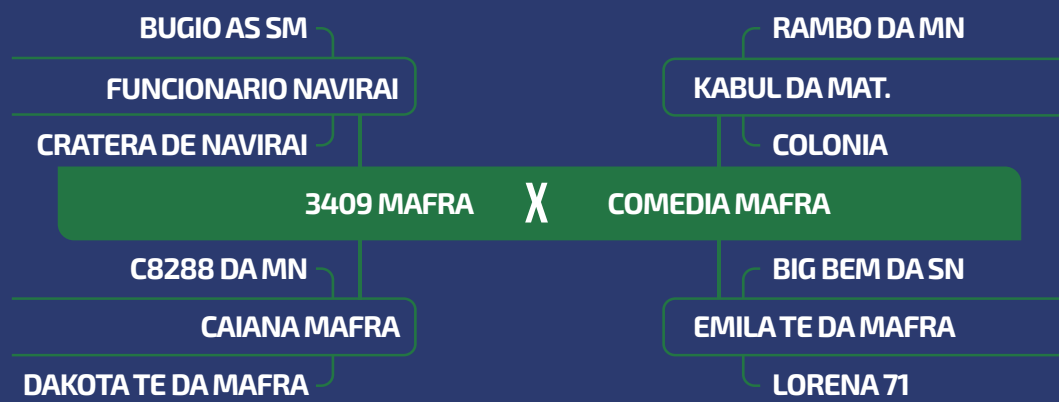 BUGIO AS SM
RAMBO DA MN
FUNCIONARIO NAVIRAI
KABUL DA MAT.
CRATERA DE NAVIRAI
COLONIA
3409 MAFRA X COMEDIA MAFRA
C8288 DA MN
BIG BEM DA SN
CAIANA MAFRA
EMILA TE DA MAFRA
DAKOTA TE DA MAFRA
LORENA 71